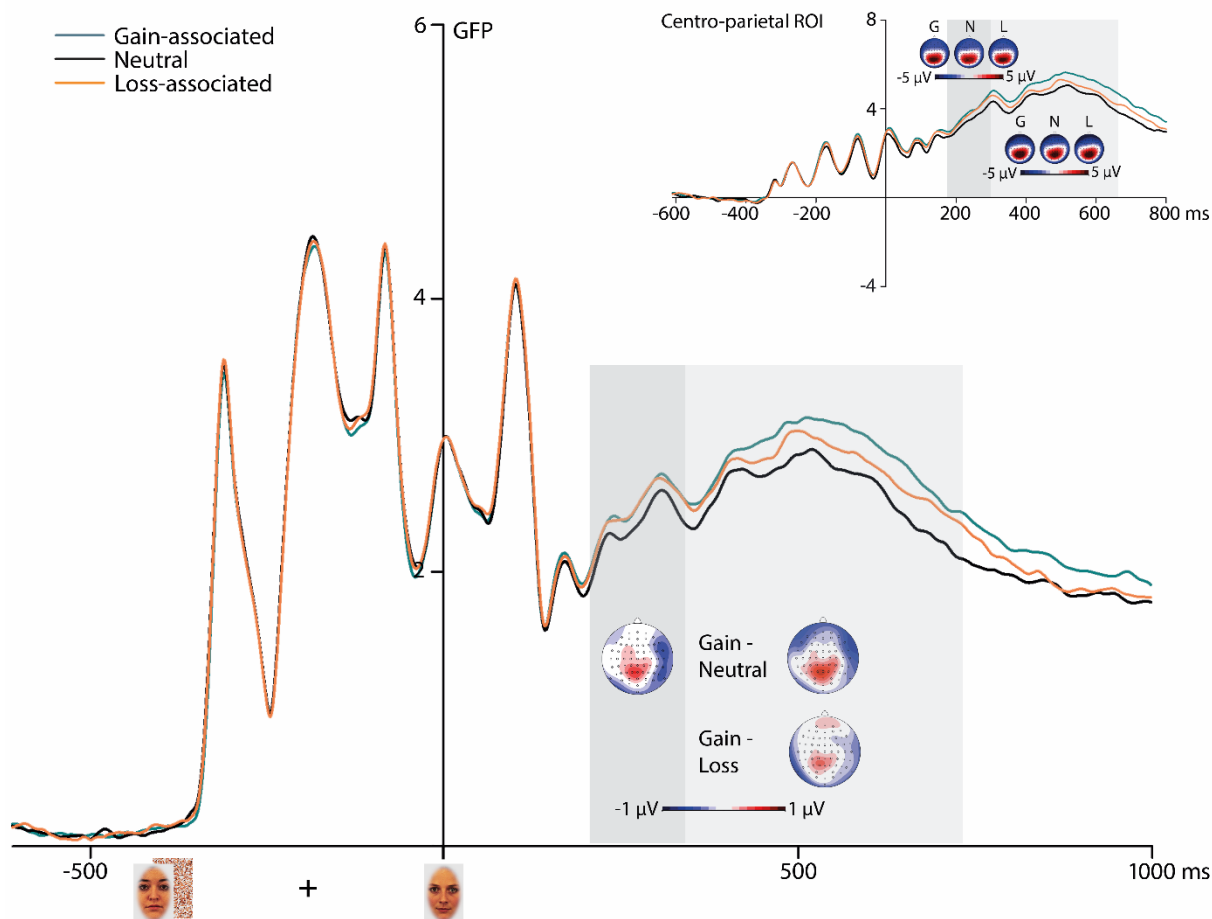 Gain-associated
Neutral
Loss-associated
6
GFP
4
2
Centro-parietal ROI
8
4
-4
G N L
-5 µV 5 µV
G N L
-5 µV 5 µV
-600 -400 -200 0 200 400 600 800 ms
Gain -
Neutral
Gain -
Loss
-1 µV 1 µV
-500 500 1000 ms
+